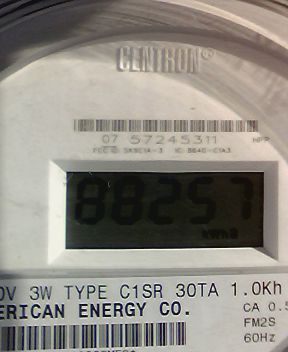 CENTRON®
07 57245311
88257
kWh
0V 3W TYPE C1SR 30TA 1.0Kh
ERICAN ENERGY CO.
CA 0.5
FM2S
60Hz